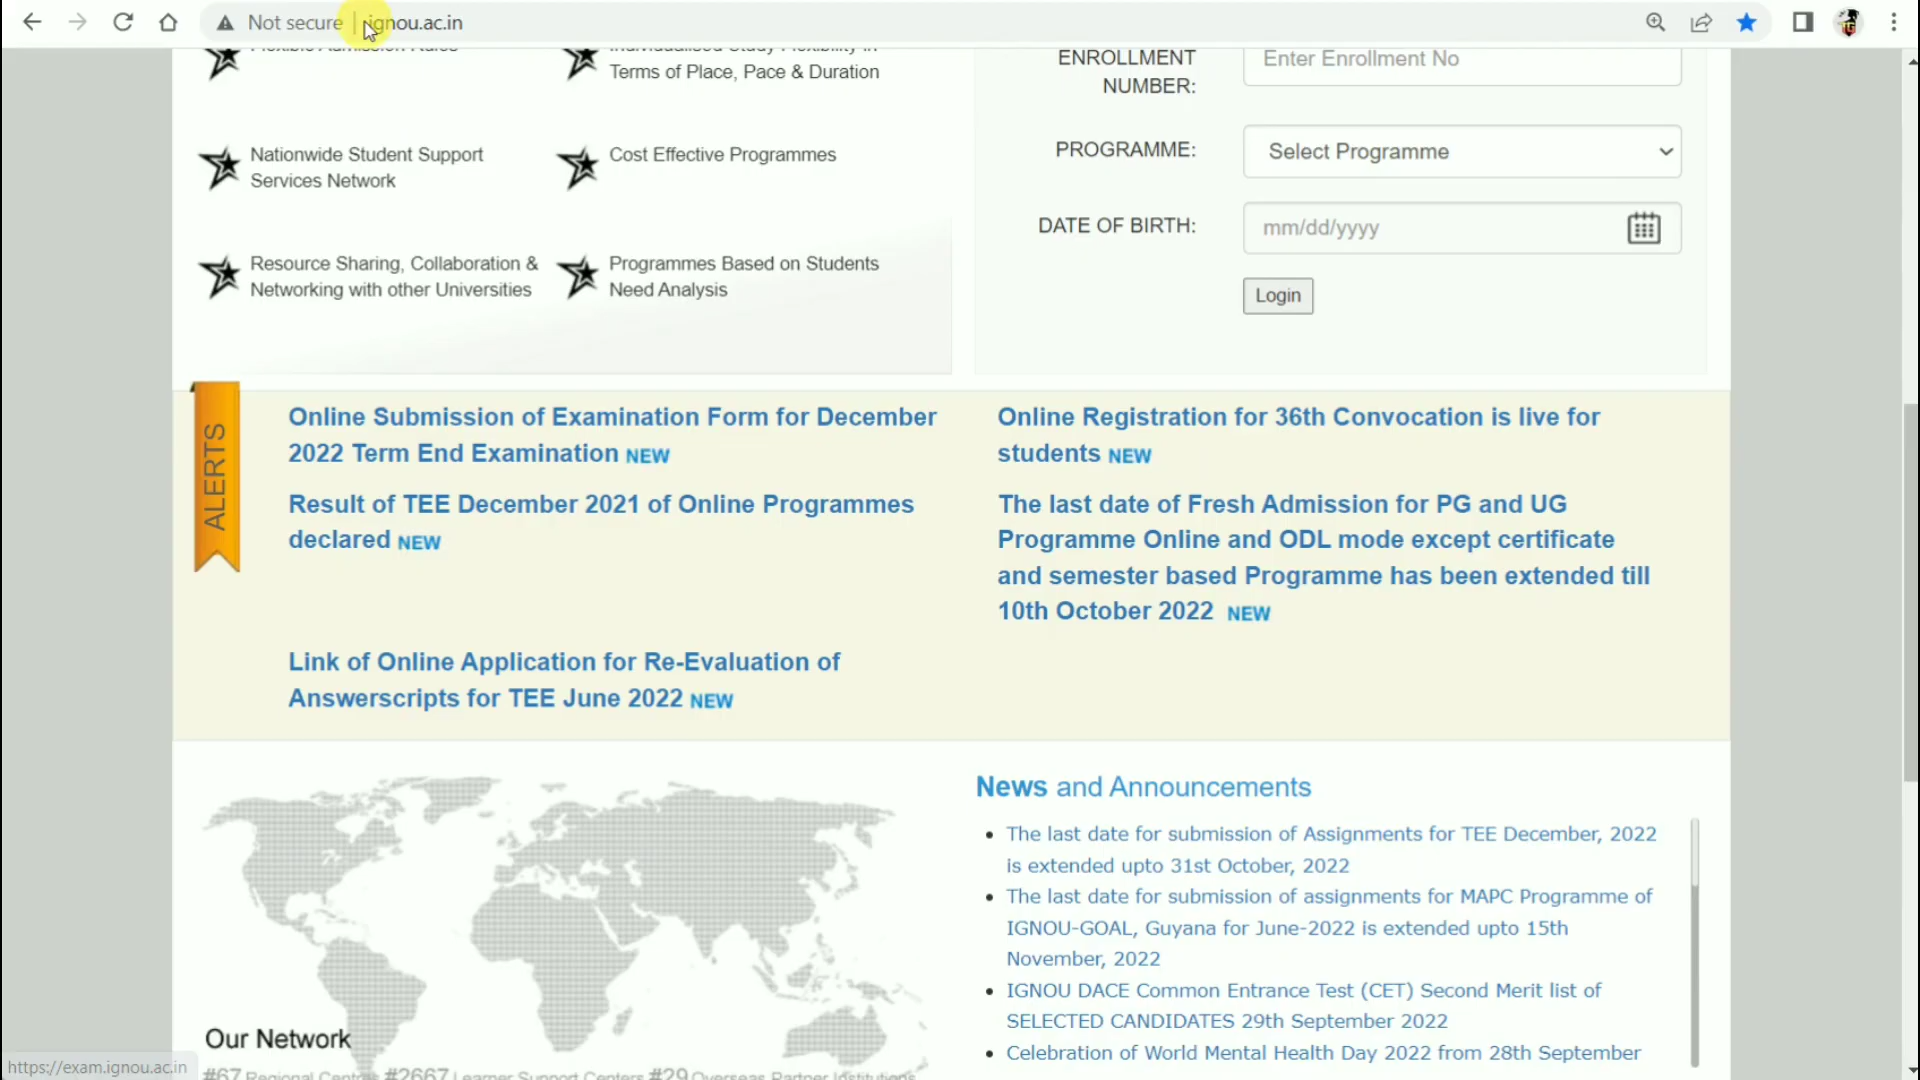 Not secure | ignou.ac.in
Flexible Admission Rules
Individualised Study Flexibility in
Terms of Place, Pace & Duration
Nationwide Student Support
Services Network
Cost Effective Programmes
Resource Sharing, Collaboration &
Networking with other Universities
Programmes Based on Students
Need Analysis
ENROLLMENT
NUMBER:
Enter Enrollment No
PROGRAMME:
Select Programme
DATE OF BIRTH:
mm/dd/yyyy
Login
ALERTS
Online Submission of Examination Form for December
2022 Term End Examination NEW
Result of TEE December 2021 of Online Programmes
declared NEW
Link of Online Application for Re-Evaluation of
Answerscripts for TEE June 2022 NEW
Online Registration for 36th Convocation is live for
students NEW
The last date of Fresh Admission for PG and UG
Programme Online and ODL mode except certificate
and semester based Programme has been extended till
10th October 2022 NEW
Our Network
#67 Regional Centres #2667 Learner Support Centers #29 Overseas Partner Institutions
News and Announcements
• The last date for submission of Assignments for TEE December, 2022
is extended upto 31st October, 2022
• The last date for submission of assignments for MAPC Programme of
IGNOU-GOAL, Guyana for June-2022 is extended upto 15th
November, 2022
• IGNOU DACE Common Entrance Test (CET) Second Merit list of
SELECTED CANDIDATES 29th September 2022
• Celebration of World Mental Health Day 2022 from 28th September
https://exam.ignou.ac.in